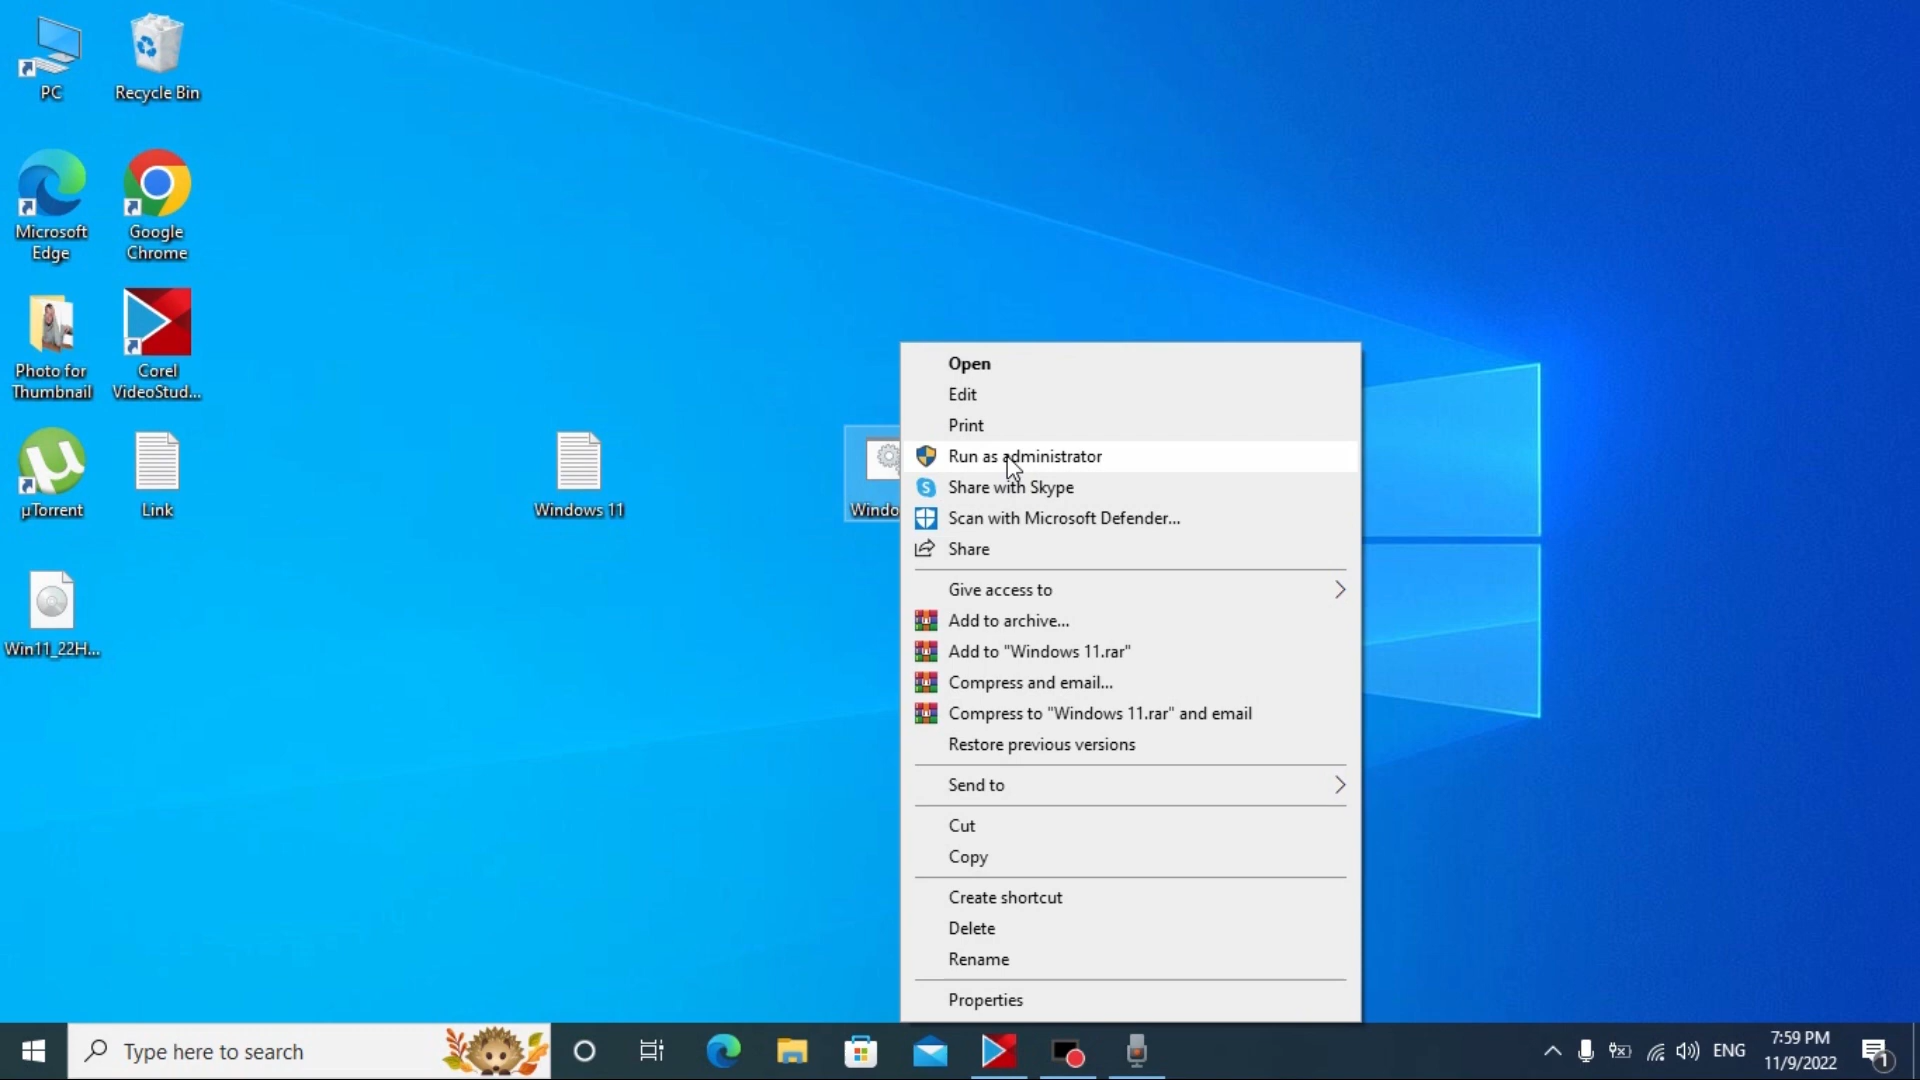 PC
Recycle Bin
Microsoft
Edge
Google
Chrome
Photo for
Thumbnail
Corel
VideoStud...
µTorrent
Link
Win11_22H...
Windows 11
Windo
Open
Edit
Print
Run as administrator
Share with Skype
Scan with Microsoft Defender...
Share
Give access to
Add to archive...
Add to "Windows 11.rar"
Compress and email...
Compress to "Windows 11.rar" and email
Restore previous versions
Send to
Cut
Copy
Create shortcut
Delete
Rename
Properties
Type here to search
ENG
7:59 PM
11/9/2022
1